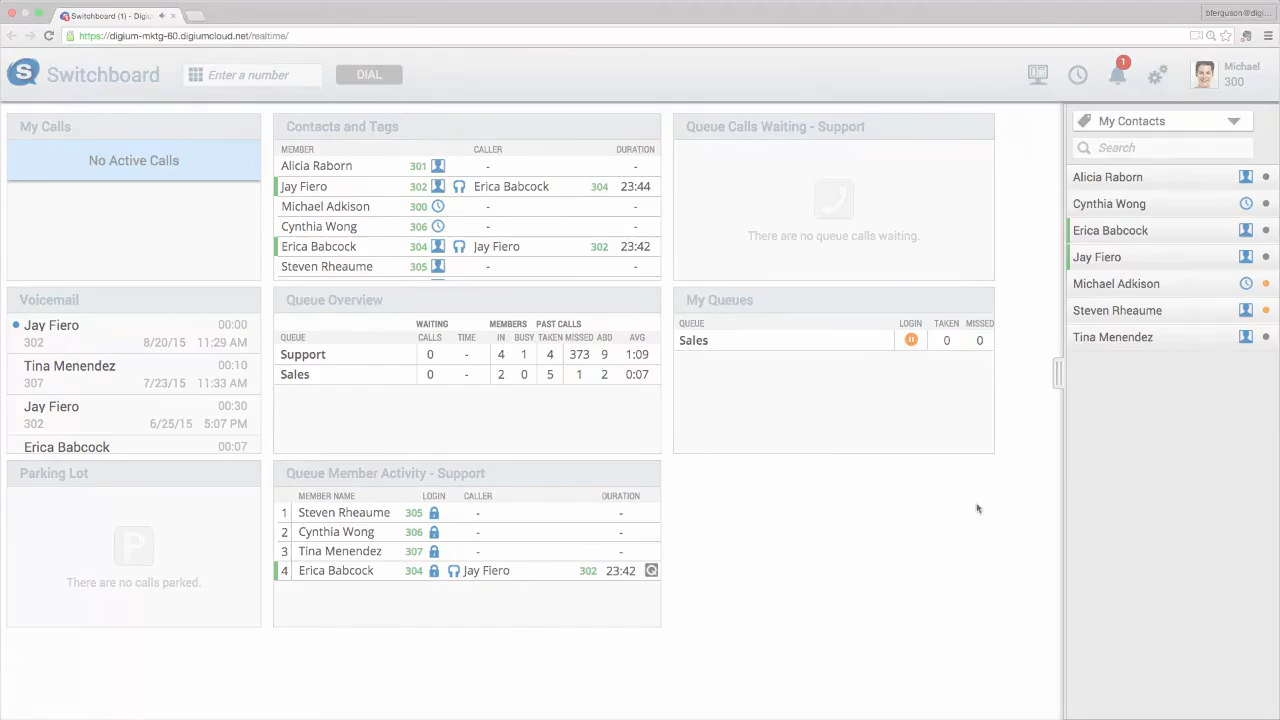 Switchboard (1) - Digiu
bferguson@digi...
https://digium-mktg-60.digiumcloud.net/realtime/
S Switchboard Enter a number DIAL 1 Michael
300
My Calls
No Active Calls
Contacts and Tags
MEMBER CALLER DURATION
Alicia Raborn 301 - -
Jay Fiero 302 Erica Babcock 304 23:44
Michael Adkison 300 - -
Cynthia Wong 306 - -
Erica Babcock 304 Jay Fiero 302 23:42
Steven Rheaume 305 - -
Queue Calls Waiting - Support
There are no queue calls waiting.
Voicemail
Jay Fiero 00:00
302 8/20/15 11:29 AM
Tina Menendez 00:10
307 7/23/15 11:33 AM
Jay Fiero 00:30
302 6/25/15 5:07 PM
Erica Babcock 00:07
Queue Overview
WAITING MEMBERS PAST CALLS
QUEUE CALLS TIME IN BUSY TAKEN MISSED ABD AVG
Support 0 - 4 1 4 373 9 1:09
Sales 0 - 2 0 5 1 2 0:07
My Queues
QUEUE LOGIN TAKEN MISSED
Sales 0 0
Parking Lot
P
There are no calls parked.
Queue Member Activity - Support
MEMBER NAME LOGIN CALLER DURATION
1 Steven Rheaume 305 - -
2 Cynthia Wong 306 - -
3 Tina Menendez 307 - -
4 Erica Babcock 304 Jay Fiero 302 23:42 Q
My Contacts
Search
Alicia Raborn
Cynthia Wong
Erica Babcock
Jay Fiero
Michael Adkison
Steven Rheaume
Tina Menendez